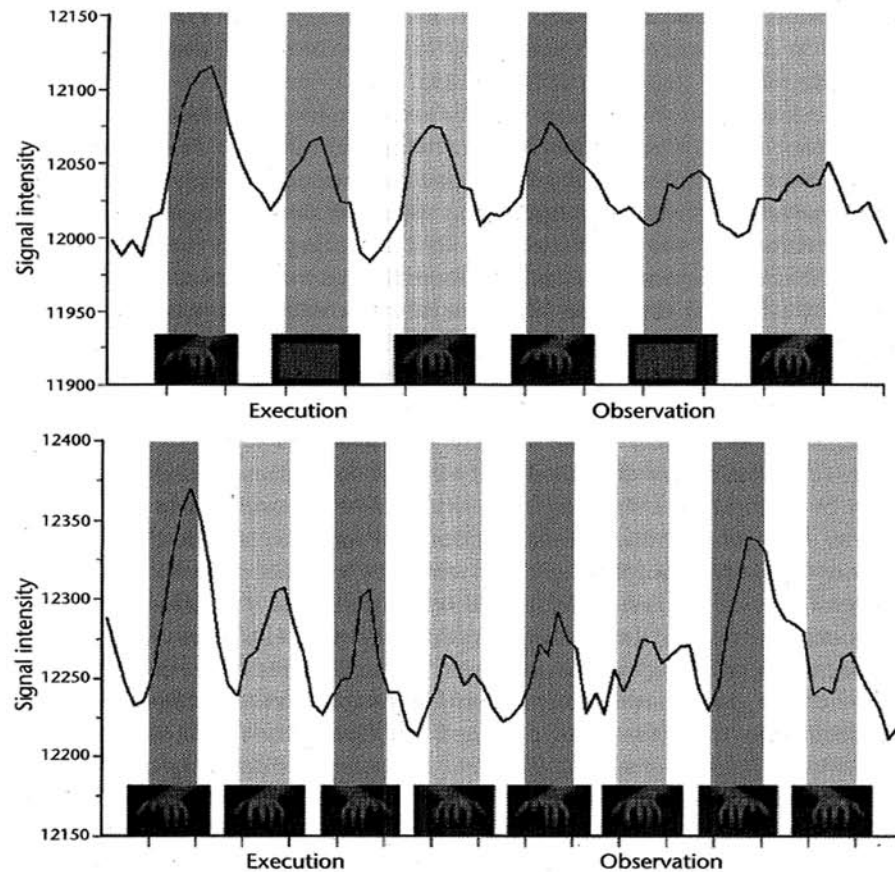 12150
12100
12050
12000
11950
11900
Signal intensity
Execution
Observation
12400
12350
12300
12250
12200
12150
Signal intensity
Execution
Observation